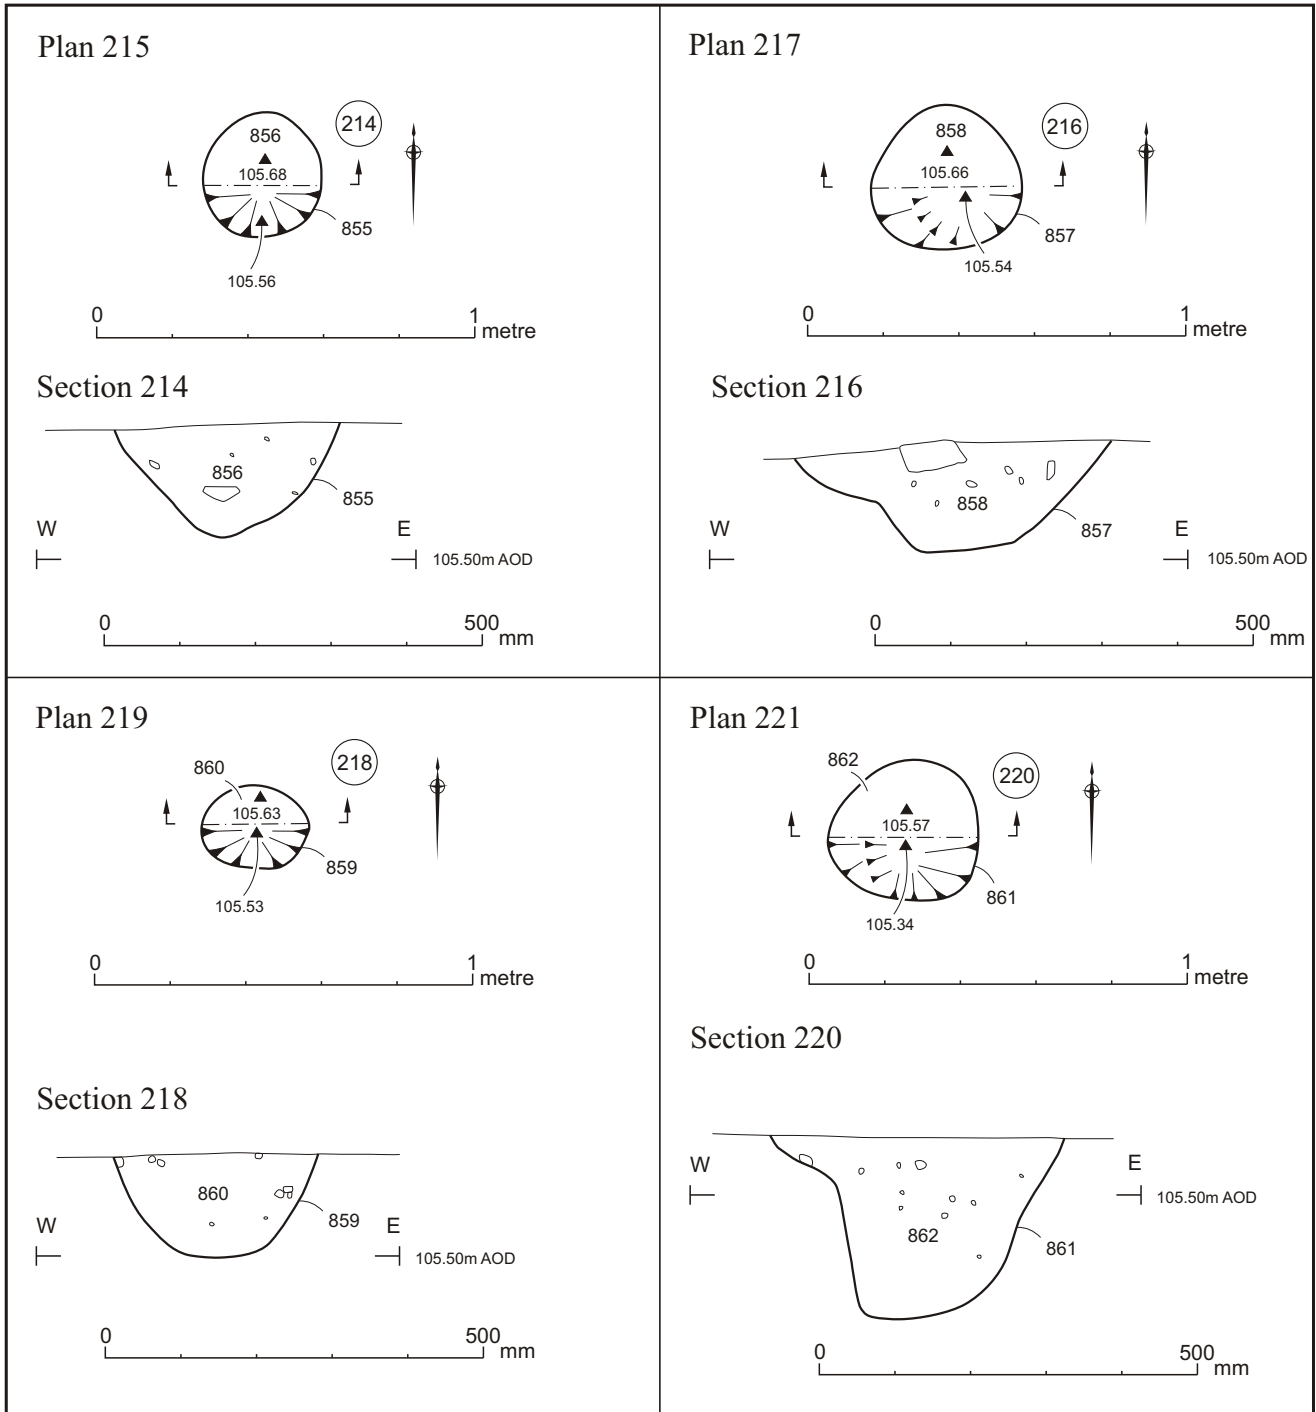 Plan 215
214
856
105.68
855
105.56
0 1 metre
Section 214
856
855
W E
105.50m AOD
0 500 mm
Plan 217
216
858
105.66
857
105.54
0 1 metre
Section 216
858
857
W E
105.50m AOD
0 500 mm
Plan 219
218
860
105.63
859
105.53
0 1 metre
Section 218
860
859
W E
105.50m AOD
0 500 mm
Plan 221
862
220
105.57
861
105.34
0 1 metre
Section 220
W E
105.50m AOD
862
861
0 500 mm